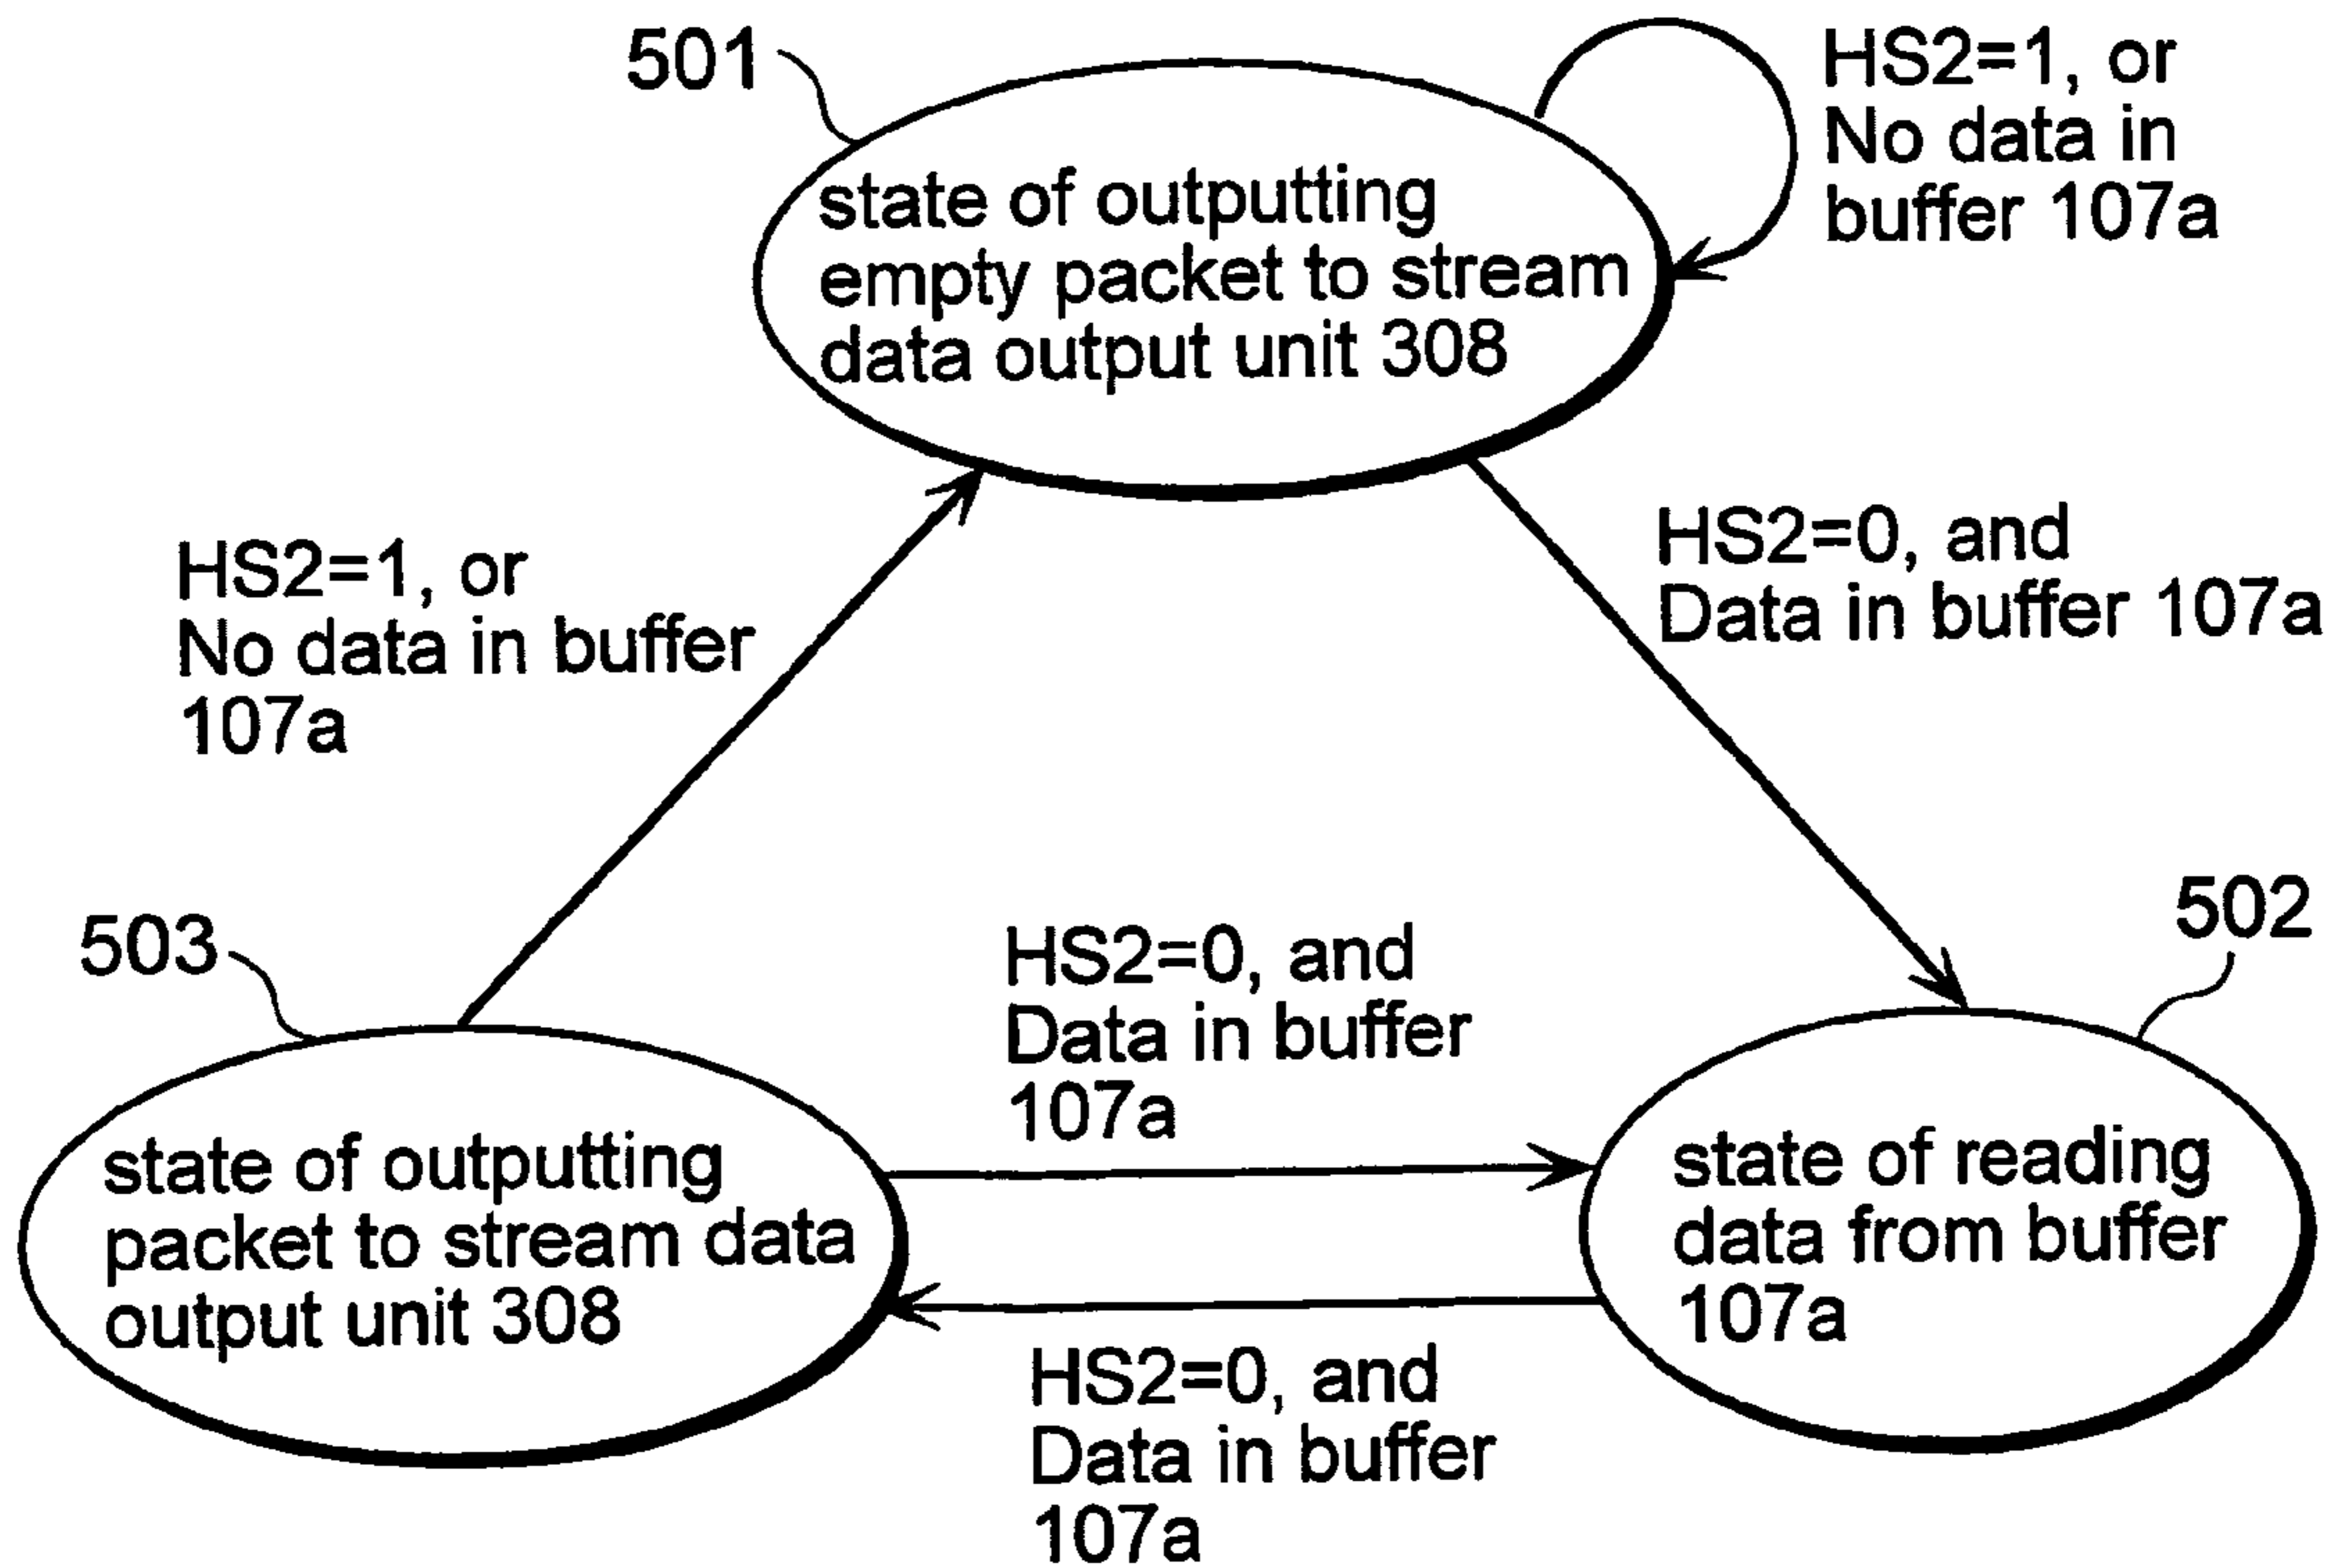 501
HS2=1, or
No data in
buffer 107a
state of outputting
empty packet to stream
data output unit 308
HS2=0, and
Data in buffer 107a
HS2=1, or
No data in buffer
107a
503
502
HS2=0, and
Data in buffer
107a
state of outputting
packet to stream data
output unit 308
state of reading
data from buffer
107a
HS2=0, and
Data in buffer
107a